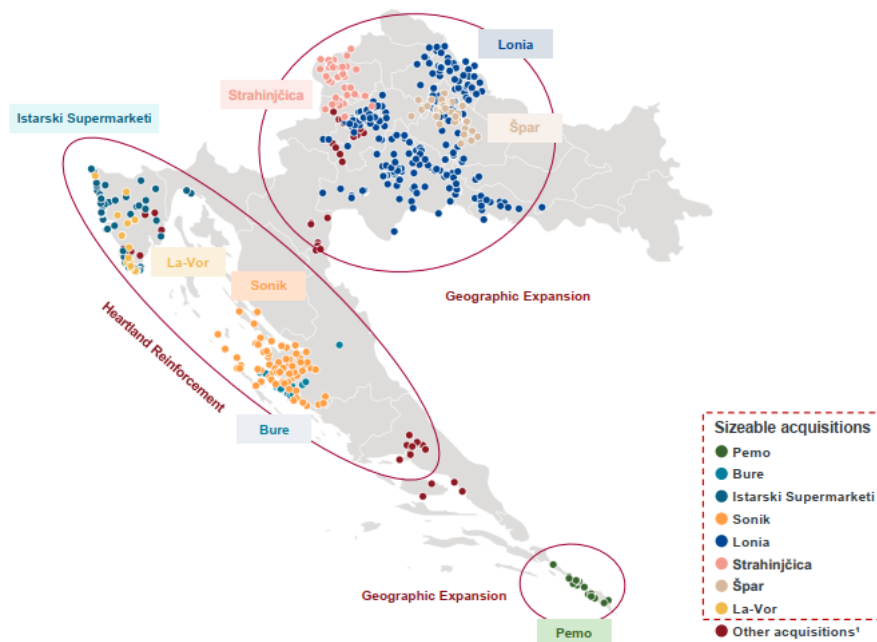 Lonia
Strahinjčica
Istarski Supermarketi
Špar
La-Vor
Sonik
Geographic Expansion
Heartland Reinforcement
Bure
Sizeable acquisitions
Pemo
Bure
Istarski Supermarketi
Sonik
Lonia
Strahinjčica
Špar
La-Vor
Other acquisitions¹
Geographic Expansion
Pemo